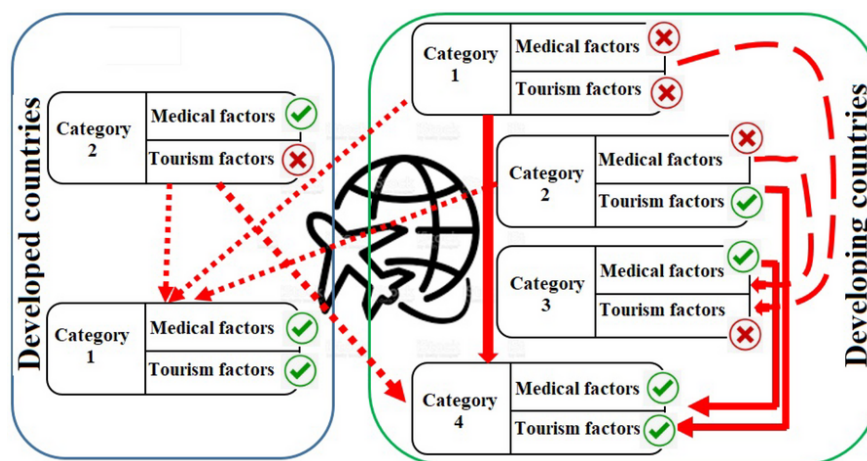 Developed countries
Category
2
Medical factors
Tourism factors
Category
1
Medical factors
Tourism factors
Category
1
Medical factors
Tourism factors
Category
2
Medical factors
Tourism factors
Category
3
Medical factors
Tourism factors
Category
4
Medical factors
Tourism factors
Developing countries